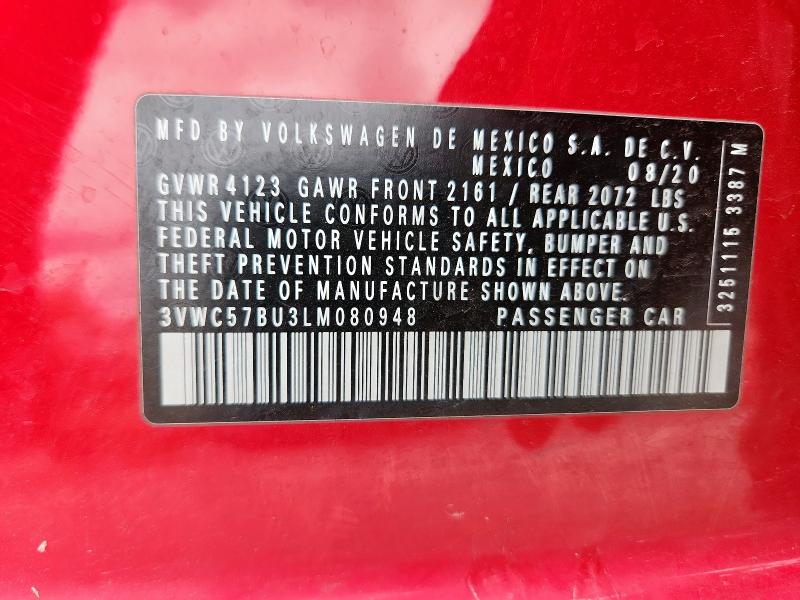 MFD BY VOLKSWAGEN DE MEXICO S.A. DE C.V.
MEXICO 08/20
GVWR 4123 GAWR FRONT 2161 / REAR 2072 LBS
THIS VEHICLE CONFORMS TO ALL APPLICABLE U.S.
FEDERAL MOTOR VEHICLE SAFETY, BUMPER AND
THEFT PREVENTION STANDARDS IN EFFECT ON
THE DATE OF MANUFACTURE SHOWN ABOVE.
3VWC57BU3LM080948 PASSENGER CAR
3251115 3387 M